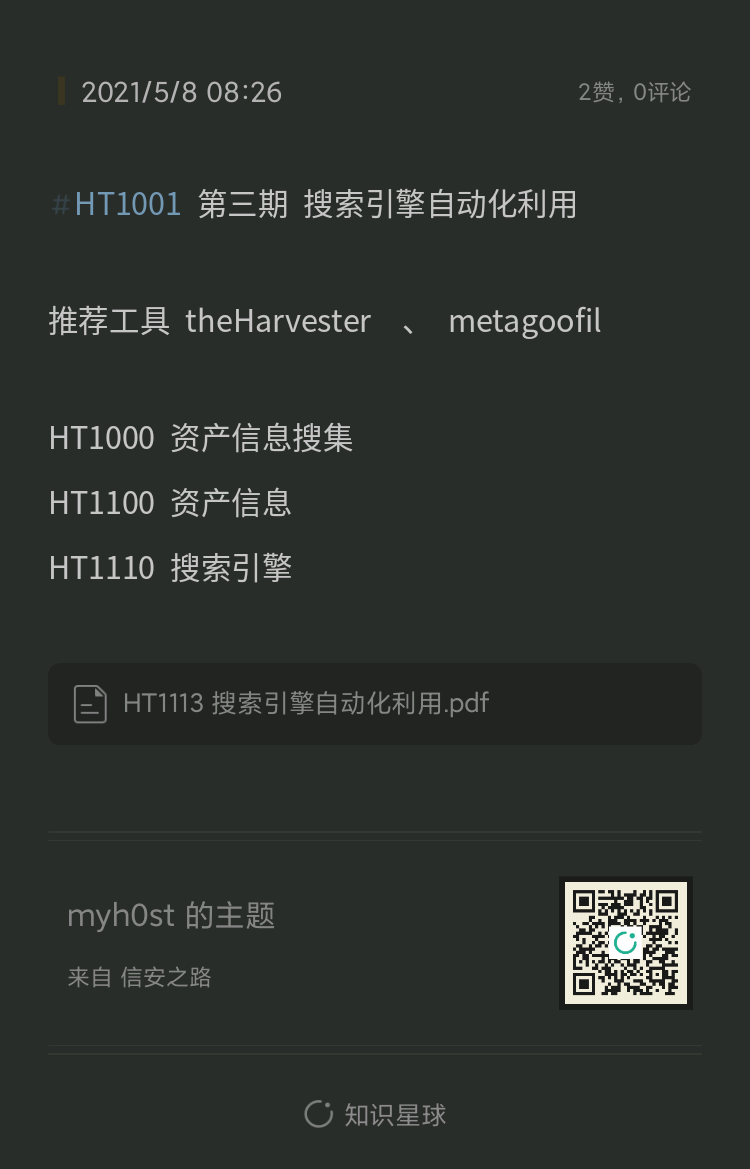 2021/5/8 08:26
2赞, 0评论
#HT1001 第三期 搜索引擎自动化利用
推荐工具 theHarvester 、 metagoofil
HT1000 资产信息搜集
HT1100 资产信息
HT1110 搜索引擎
HT1113 搜索引擎自动化利用.pdf
myh0st 的主题
来自 信安之路
知识星球